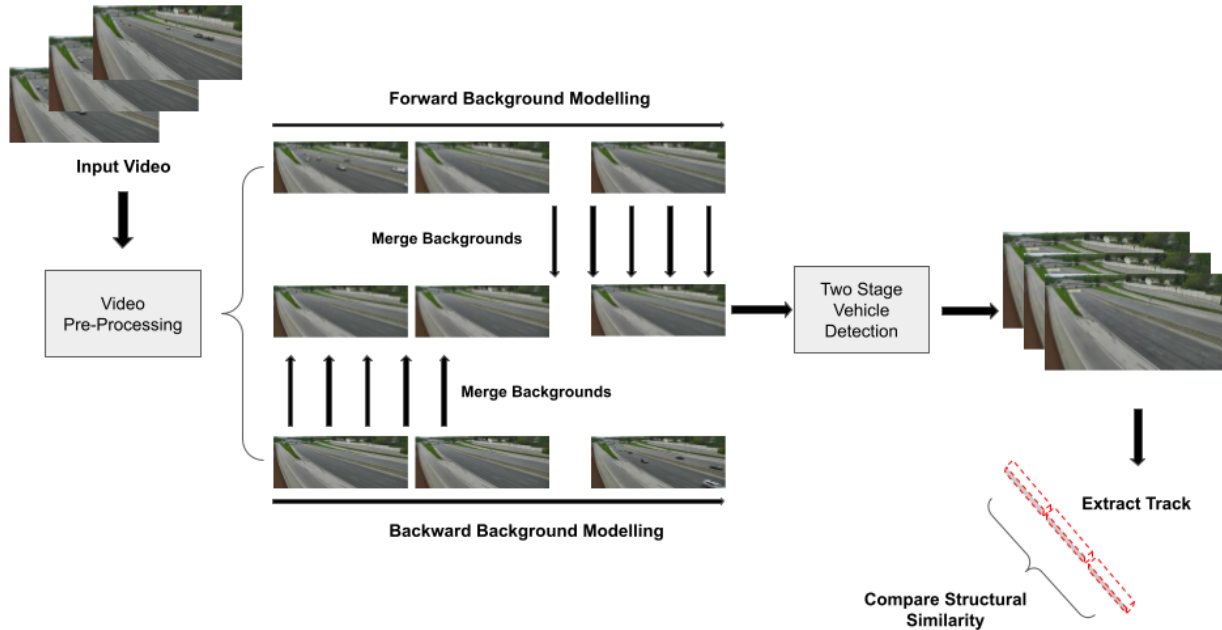 Forward Background Modelling
Input Video
Merge Backgrounds
Video
Pre-Processing
Two Stage
Vehicle
Detection
Merge Backgrounds
Extract Track
Backward Background Modelling
Compare Structural
Similarity